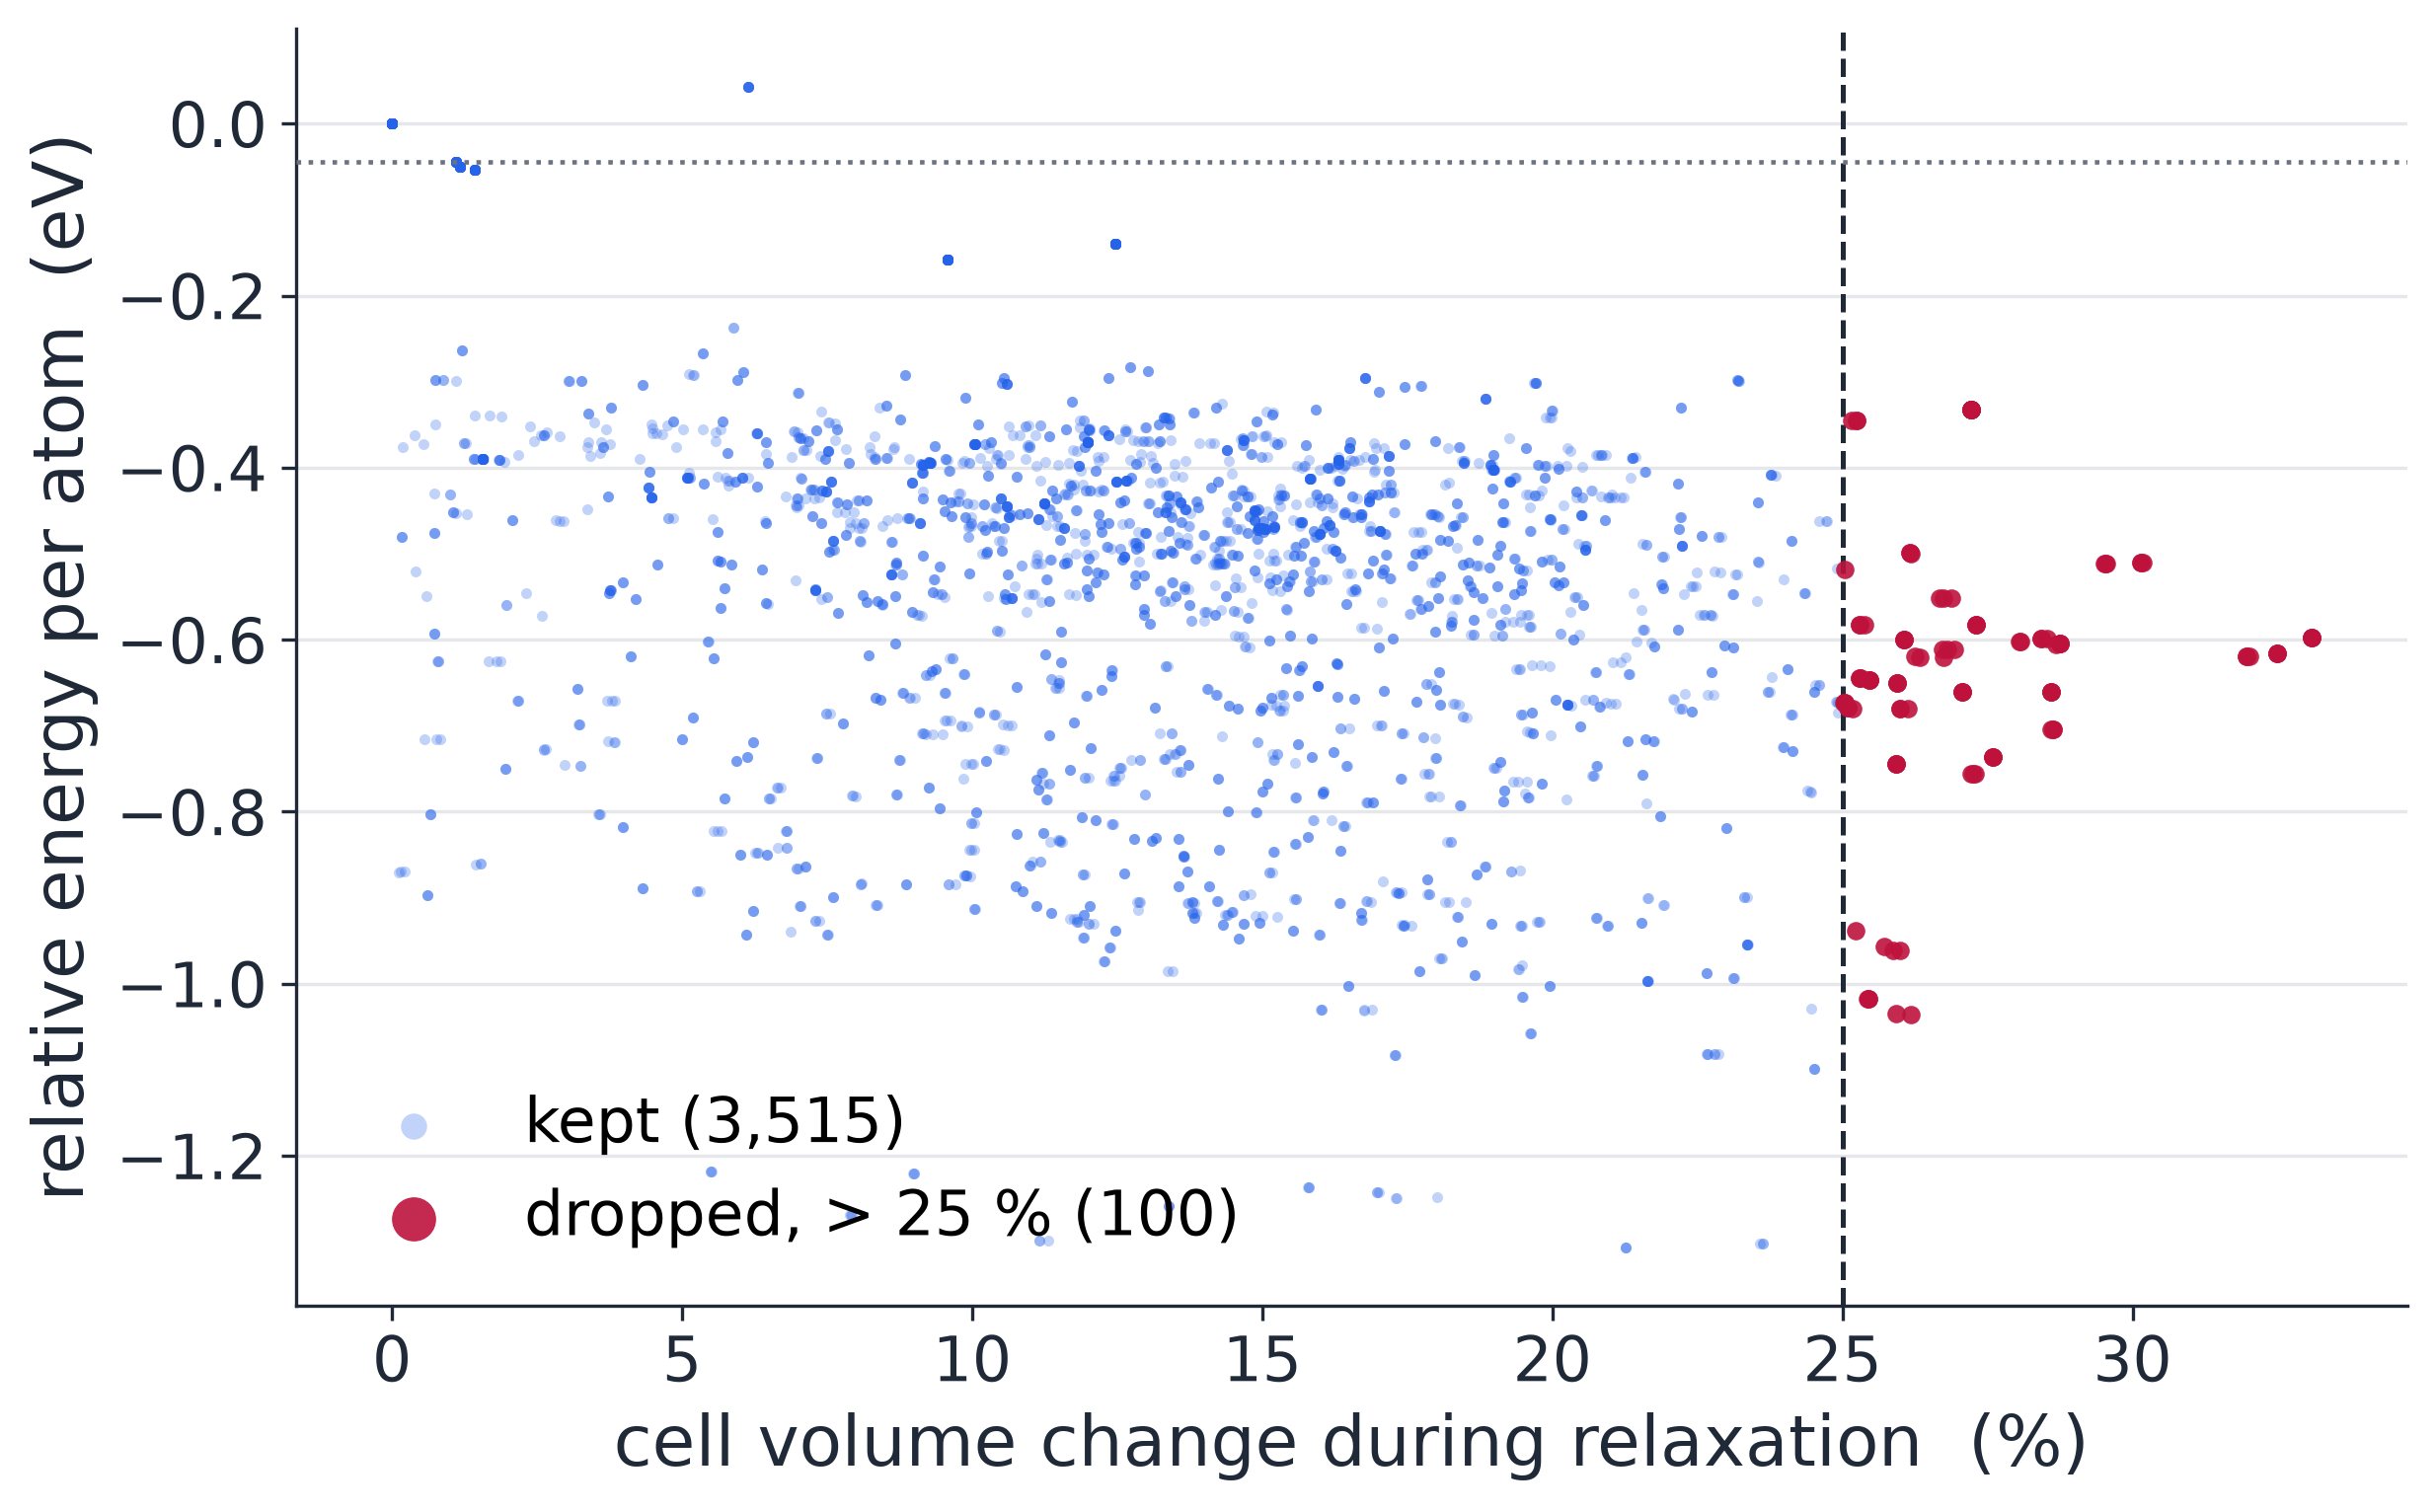 relative energy per atom (eV)
0.0
−0.2
−0.4
−0.6
−0.8
−1.0
−1.2
kept (3,515)
dropped, > 25 % (100)
0 5 10 15 20 25 30
cell volume change during relaxation (%)